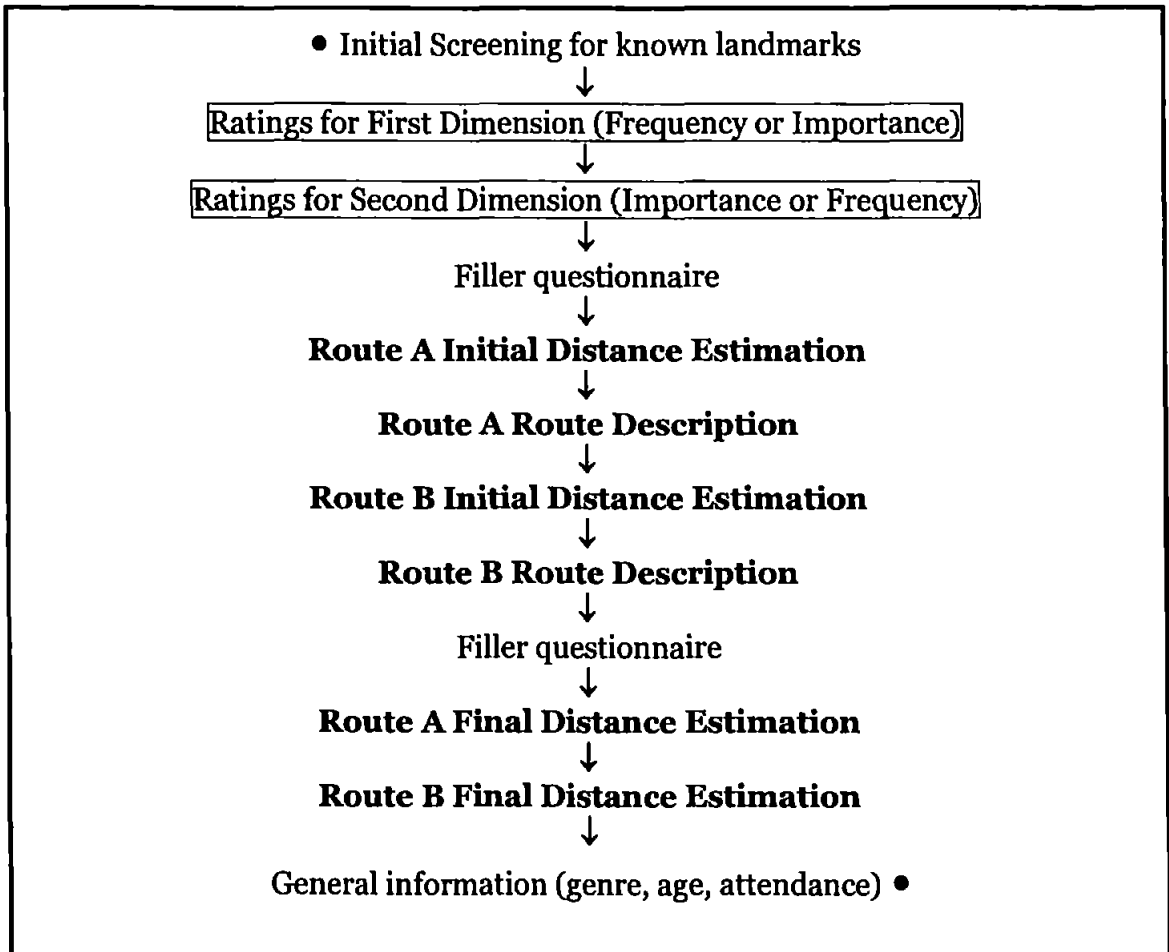 ● Initial Screening for known landmarks
↓
Ratings for First Dimension (Frequency or Importance)
↓
Ratings for Second Dimension (Importance or Frequency)
↓
Filler questionnaire
↓
Route A Initial Distance Estimation
↓
Route A Route Description
↓
Route B Initial Distance Estimation
↓
Route B Route Description
↓
Filler questionnaire
↓
Route A Final Distance Estimation
↓
Route B Final Distance Estimation
↓
General information (genre, age, attendance) ●